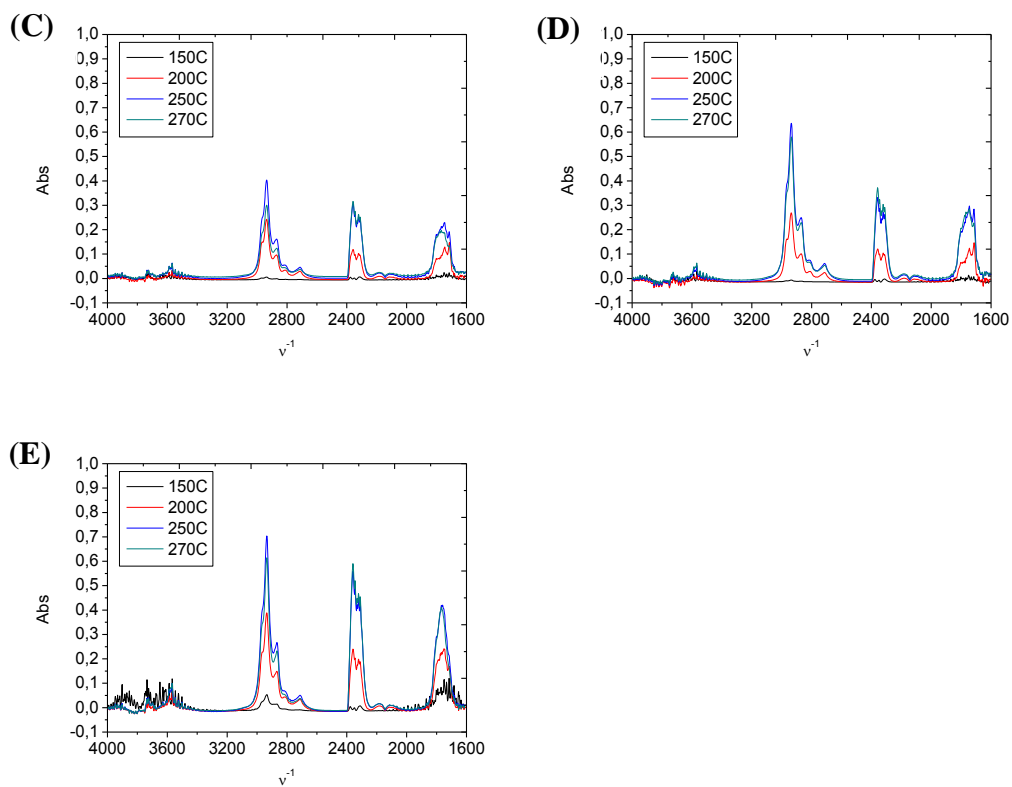 (C)
1,0
0,9
0,8
0,7
0,6
0,5
0,4
0,3
0,2
0,1
0,0
-0,1
Abs
150C
200C
250C
270C
4000 3600 2800 2400 2000 1600
ν⁻¹
(D)
1,0
0,9
0,8
0,7
0,6
0,5
0,4
0,3
0,2
0,1
0,0
-0,1
Abs
150C
200C
250C
270C
4000 3600 3200 2800 2400 2000 1600
ν⁻¹
(E)
1,0
0,9
0,8
0,7
0,6
0,5
0,4
0,3
0,2
0,1
0,0
-0,1
Abs
150C
200C
250C
270C
4000 3600 3200 2800 2400 2000 1600
ν⁻¹